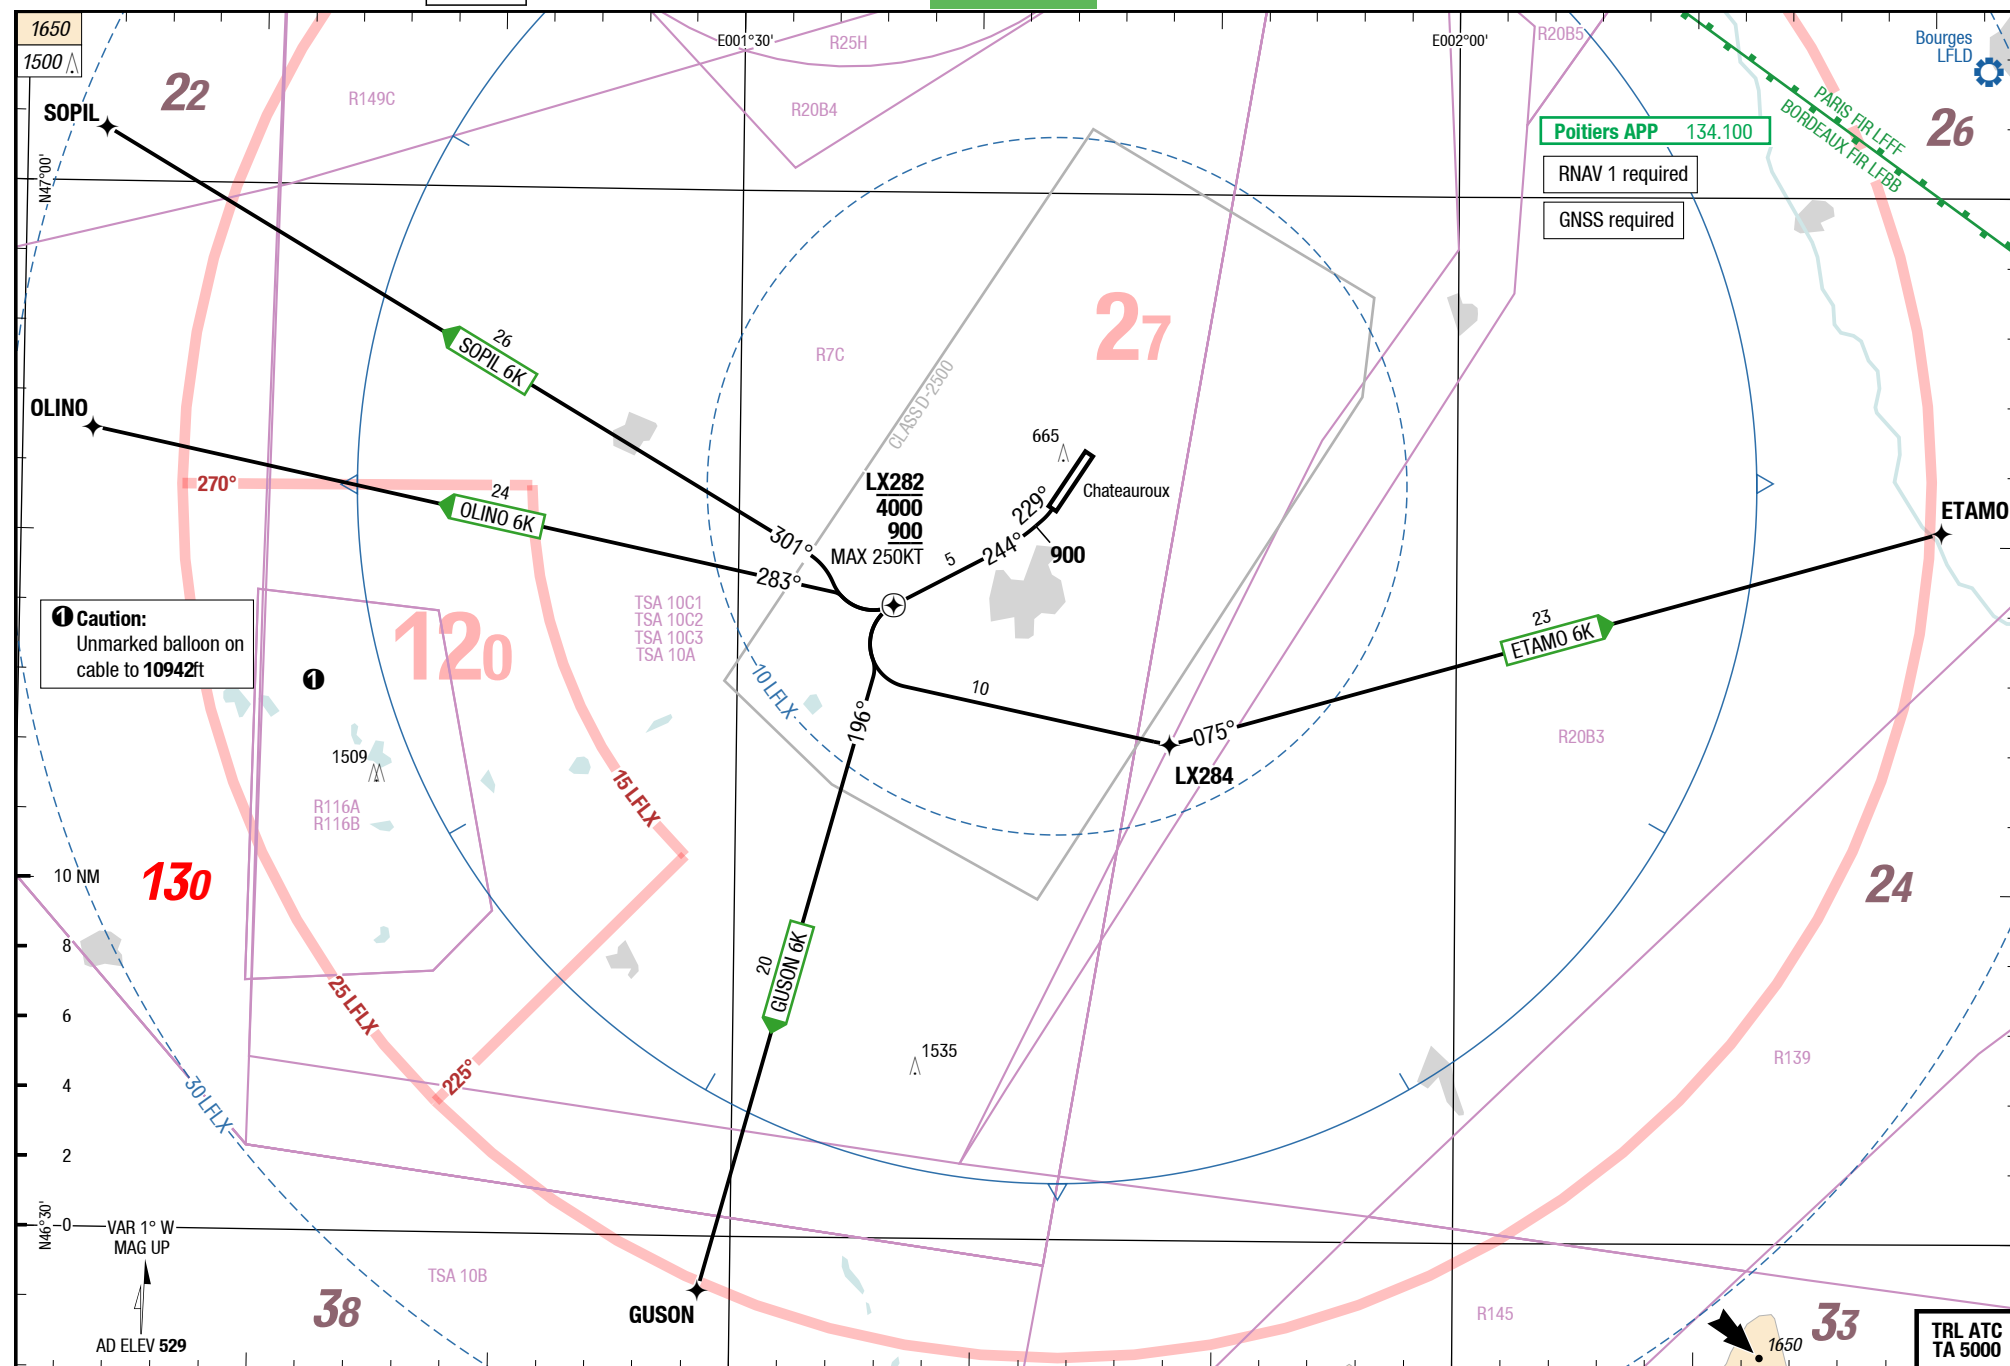 1650
1500
22
SOPIL
R149C
E001°30'
R25H
R20B4
E002°00'
R20B5
Bourges
LFLD
PARIS FIR LFFF
BORDEAUX FIR LFBB
26
Poitiers APP 134.100
RNAV 1 required
GNSS required
N47°00'
27
R7C
CLASS D-2500
26
SOPIL 6K
OLINO
270°
24
OLINO 6K
301°
283°
LX282
4000
900
MAX 250KT
665
Chateauroux
229°
244°
5
900
ETAMO
23
ETAMO 6K
❶ Caution:
Unmarked balloon on
cable to 10942ft
❶
120
TSA 10C1
TSA 10C2
TSA 10C3
TSA 10A
10 LFLX
196°
10
075°
LX284
R20B3
1509
R116A
R116B
15 LFLX
130
10 NM
8
6
4
2
0
24
25 LFLX
225°
20
GUSON 6K
1535
R139
30 LFLX
N46°30'
VAR 1° W
MAG UP
AD ELEV 529
38
TSA 10B
GUSON
R145
1650
33
TRL ATC
TA 5000